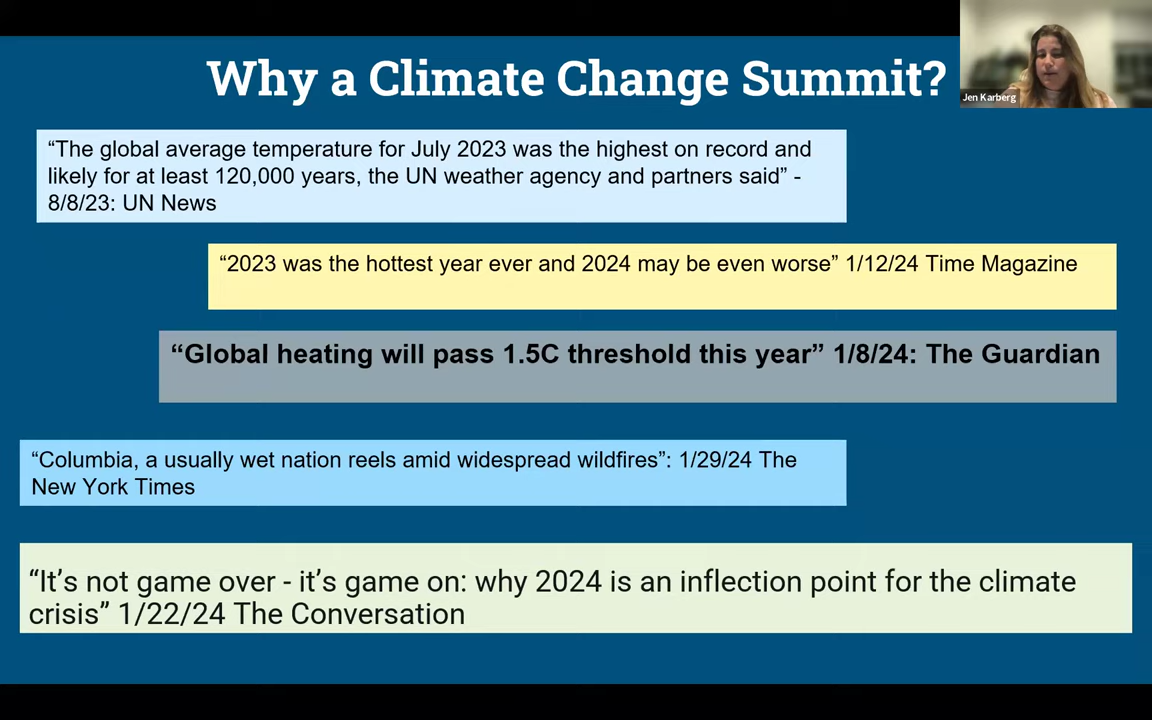 Why a Climate Change Summit?
Jen Karberg
“The global average temperature for July 2023 was the highest on record and
likely for at least 120,000 years, the UN weather agency and partners said” -
8/8/23: UN News
“2023 was the hottest year ever and 2024 may be even worse” 1/12/24 Time Magazine
“Global heating will pass 1.5C threshold this year” 1/8/24: The Guardian
“Columbia, a usually wet nation reels amid widespread wildfires”: 1/29/24 The
New York Times
“It’s not game over - it’s game on: why 2024 is an inflection point for the climate
crisis” 1/22/24 The Conversation